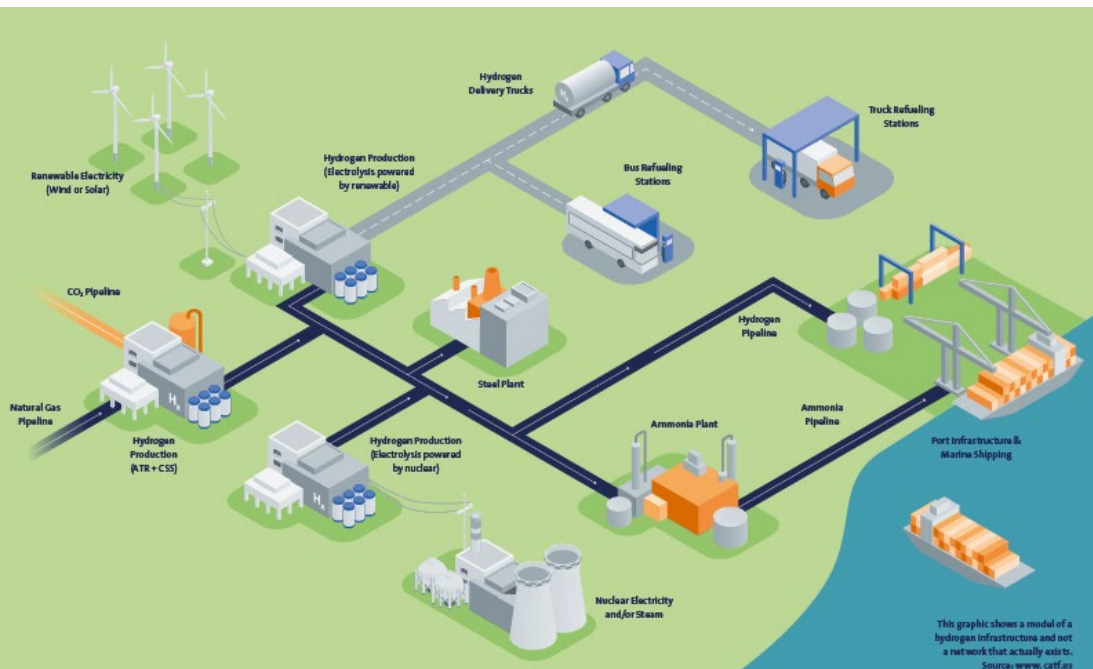 Hydrogen
Delivery Trucks
Truck Refueling
Stations
Renewable Electricity
(Wind or Solar)
Hydrogen Production
(Electrolysis powered
by renewable)
Bus Refueling
Stations
H₂
CO₂ Pipeline
Natural Gas
Pipeline
H₂
Hydrogen
Production
(ATR + CSS)
Steel Plant
Hydrogen
Pipeline
Hydrogen Production
(Electrolysis powered
by nuclear)
H₂
Ammonia Plant
Ammonia
Pipeline
Port Infrastructure &
Marine Shipping
Nuclear Electricity
and/or Steam
This graphic shows a model of a
hydrogen infrastructure and not
a network that actually exists.
Source: www. catf.us